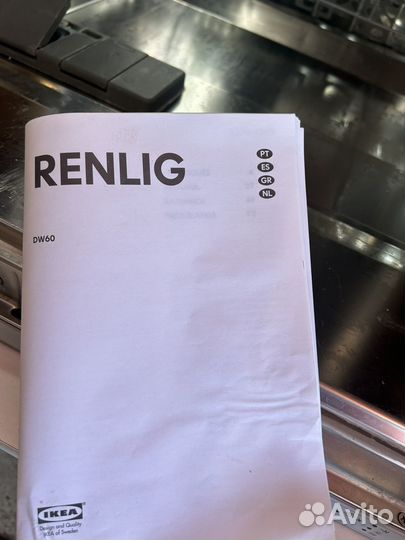 RENLIG
PT
ES
GR
NL
DW60
IKEA
Design and Quality
IKEA of Sweden
Avito